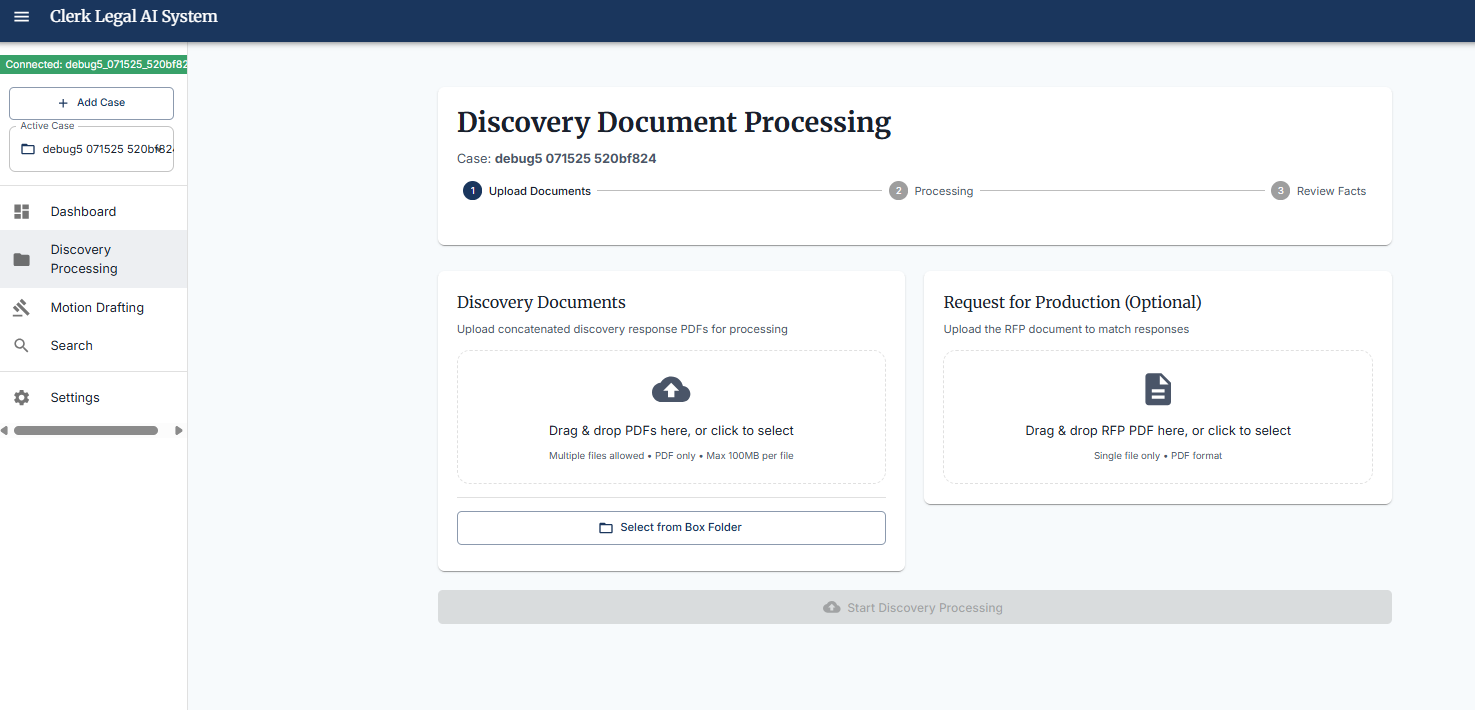 Clerk Legal AI System
Connected: debug5_071525_520bf82
+ Add Case
Active Case
debug5 071525 520bf824
Dashboard
Discovery
Processing
Motion Drafting
Search
Settings
Discovery Document Processing
Case: debug5 071525 520bf824
1 Upload Documents
2 Processing
3 Review Facts
Discovery Documents
Upload concatenated discovery response PDFs for processing
Drag & drop PDFs here, or click to select
Multiple files allowed • PDF only • Max 100MB per file
Select from Box Folder
Request for Production (Optional)
Upload the RFP document to match responses
Drag & drop RFP PDF here, or click to select
Single file only • PDF format
Start Discovery Processing